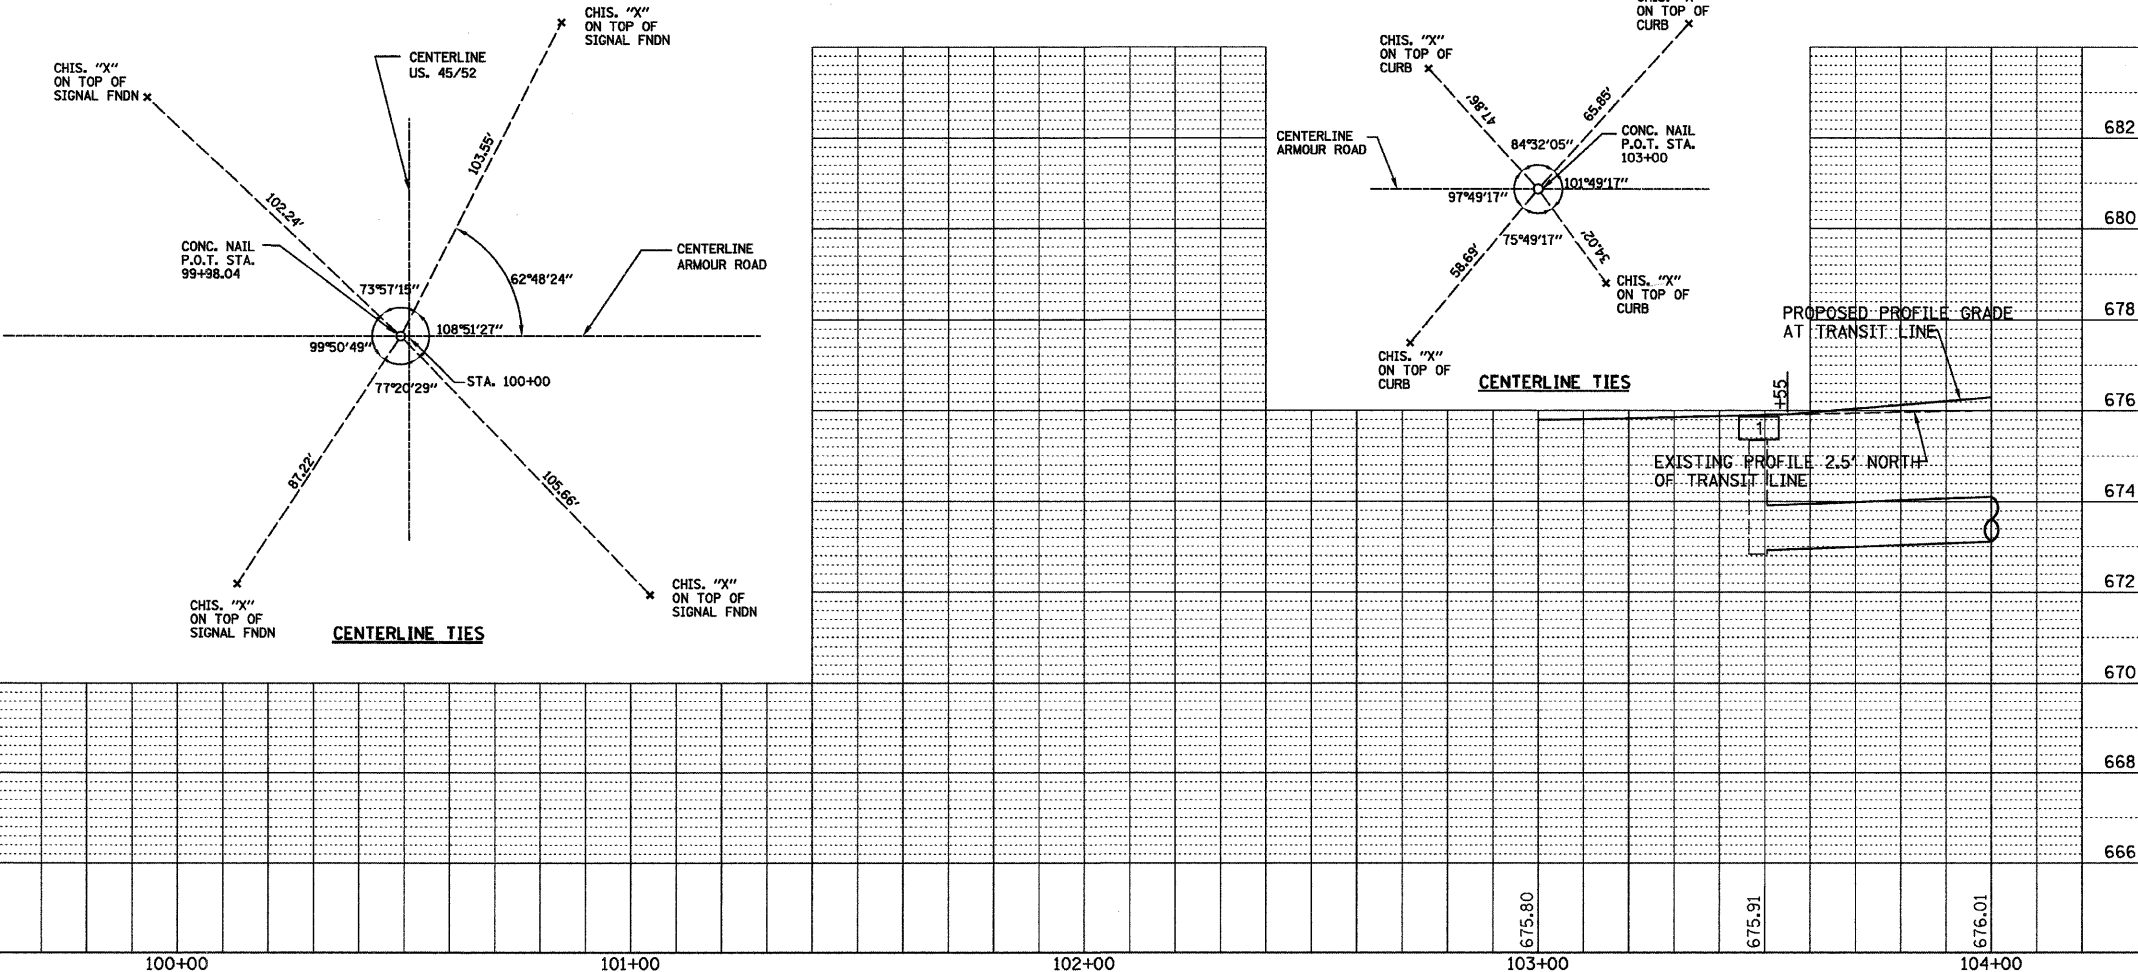 CHIS. "X"
ON TOP OF
SIGNAL FNDN
CENTERLINE
US. 45/52
CHIS. "X"
ON TOP OF
SIGNAL FNDN
103.55'
102.24'
CONC. NAIL
P.O.T. STA.
99+98.04
CENTERLINE
ARMOUR ROAD
62°48'24"
73°57'15"
108°51'27"
99°50'49"
77°20'29"
STA. 100+00
87.22'
105.66'
CHIS. "X"
ON TOP OF
SIGNAL FNDN
CHIS. "X"
ON TOP OF
SIGNAL FNDN
CENTERLINE TIES
ON TOP OF
CURB
CHIS. "X"
ON TOP OF
CURB
47.86'
65.85'
CENTERLINE
ARMOUR ROAD
84°32'05"
CONC. NAIL
P.O.T. STA.
103+00
101°49'17"
97°49'17"
75°49'17"
58.69'
34.02'
CHIS. "X"
ON TOP OF
CURB
CHIS. "X"
ON TOP OF
CURB
CENTERLINE TIES
PROPOSED PROFILE GRADE
AT TRANSIT LINE
+55
1
EXISTING PROFILE 2.5' NORTH
OF TRANSIT LINE
682
680
678
676
674
672
670
668
666
675.80
675.91
676.01
100+00
101+00
102+00
103+00
104+00